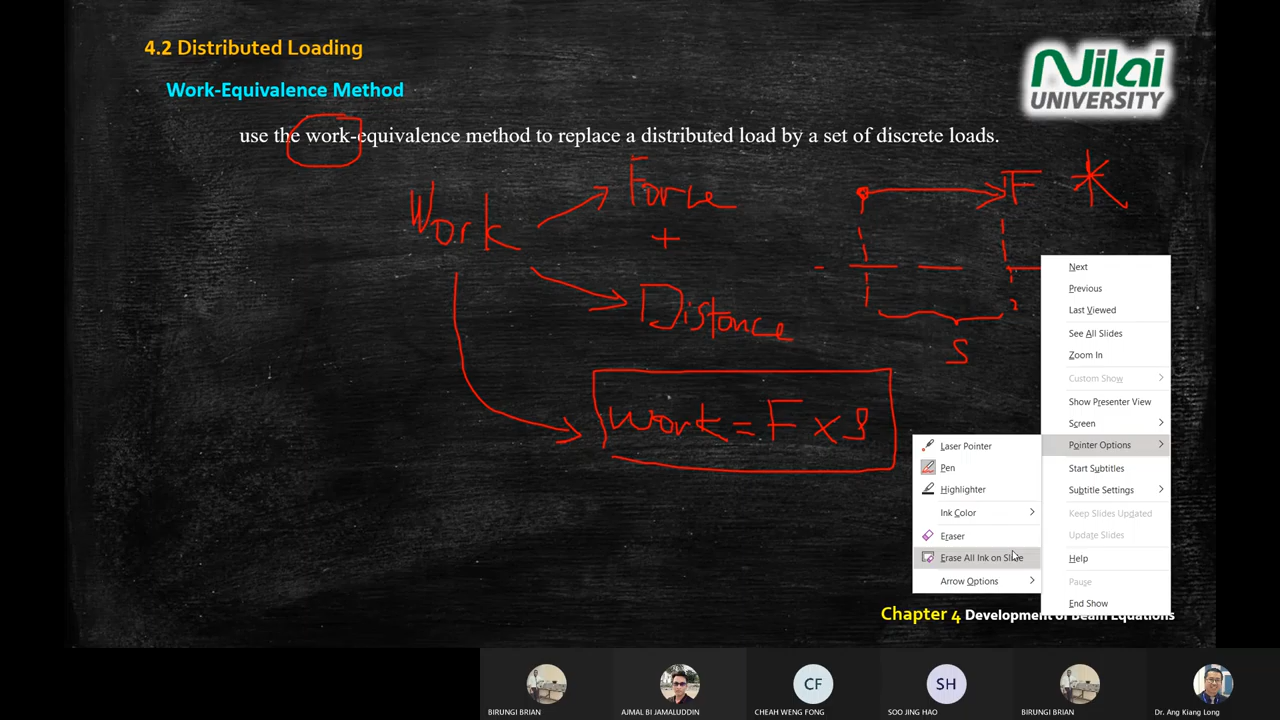 4.2 Distributed Loading
Nilai
UNIVERSITY
Work-Equivalence Method
use the work-equivalence method to replace a distributed load by a set of discrete loads.
Work
Force
+
Distance
F
S
Work = F x S
Next
Previous
Last Viewed
See All Slides
Zoom In
Custom Show
Show Presenter View
Screen
Pointer Options
Start Subtitles
Subtitle Settings
Keep Slides Updated
Update Slides
Help
Pause
End Show
Laser Pointer
Pen
Highlighter
Ink Color
Eraser
Erase All Ink on Slide
Arrow Options
Chapter 4 Development of Beam Equations
CF
SH
BIRUNGI BRIAN
AJMAL BI JAMALUDDIN
CHEAH WENG FONG
SOO JING HAO
BIRUNGI BRIAN
Dr. Ang Kiang Long